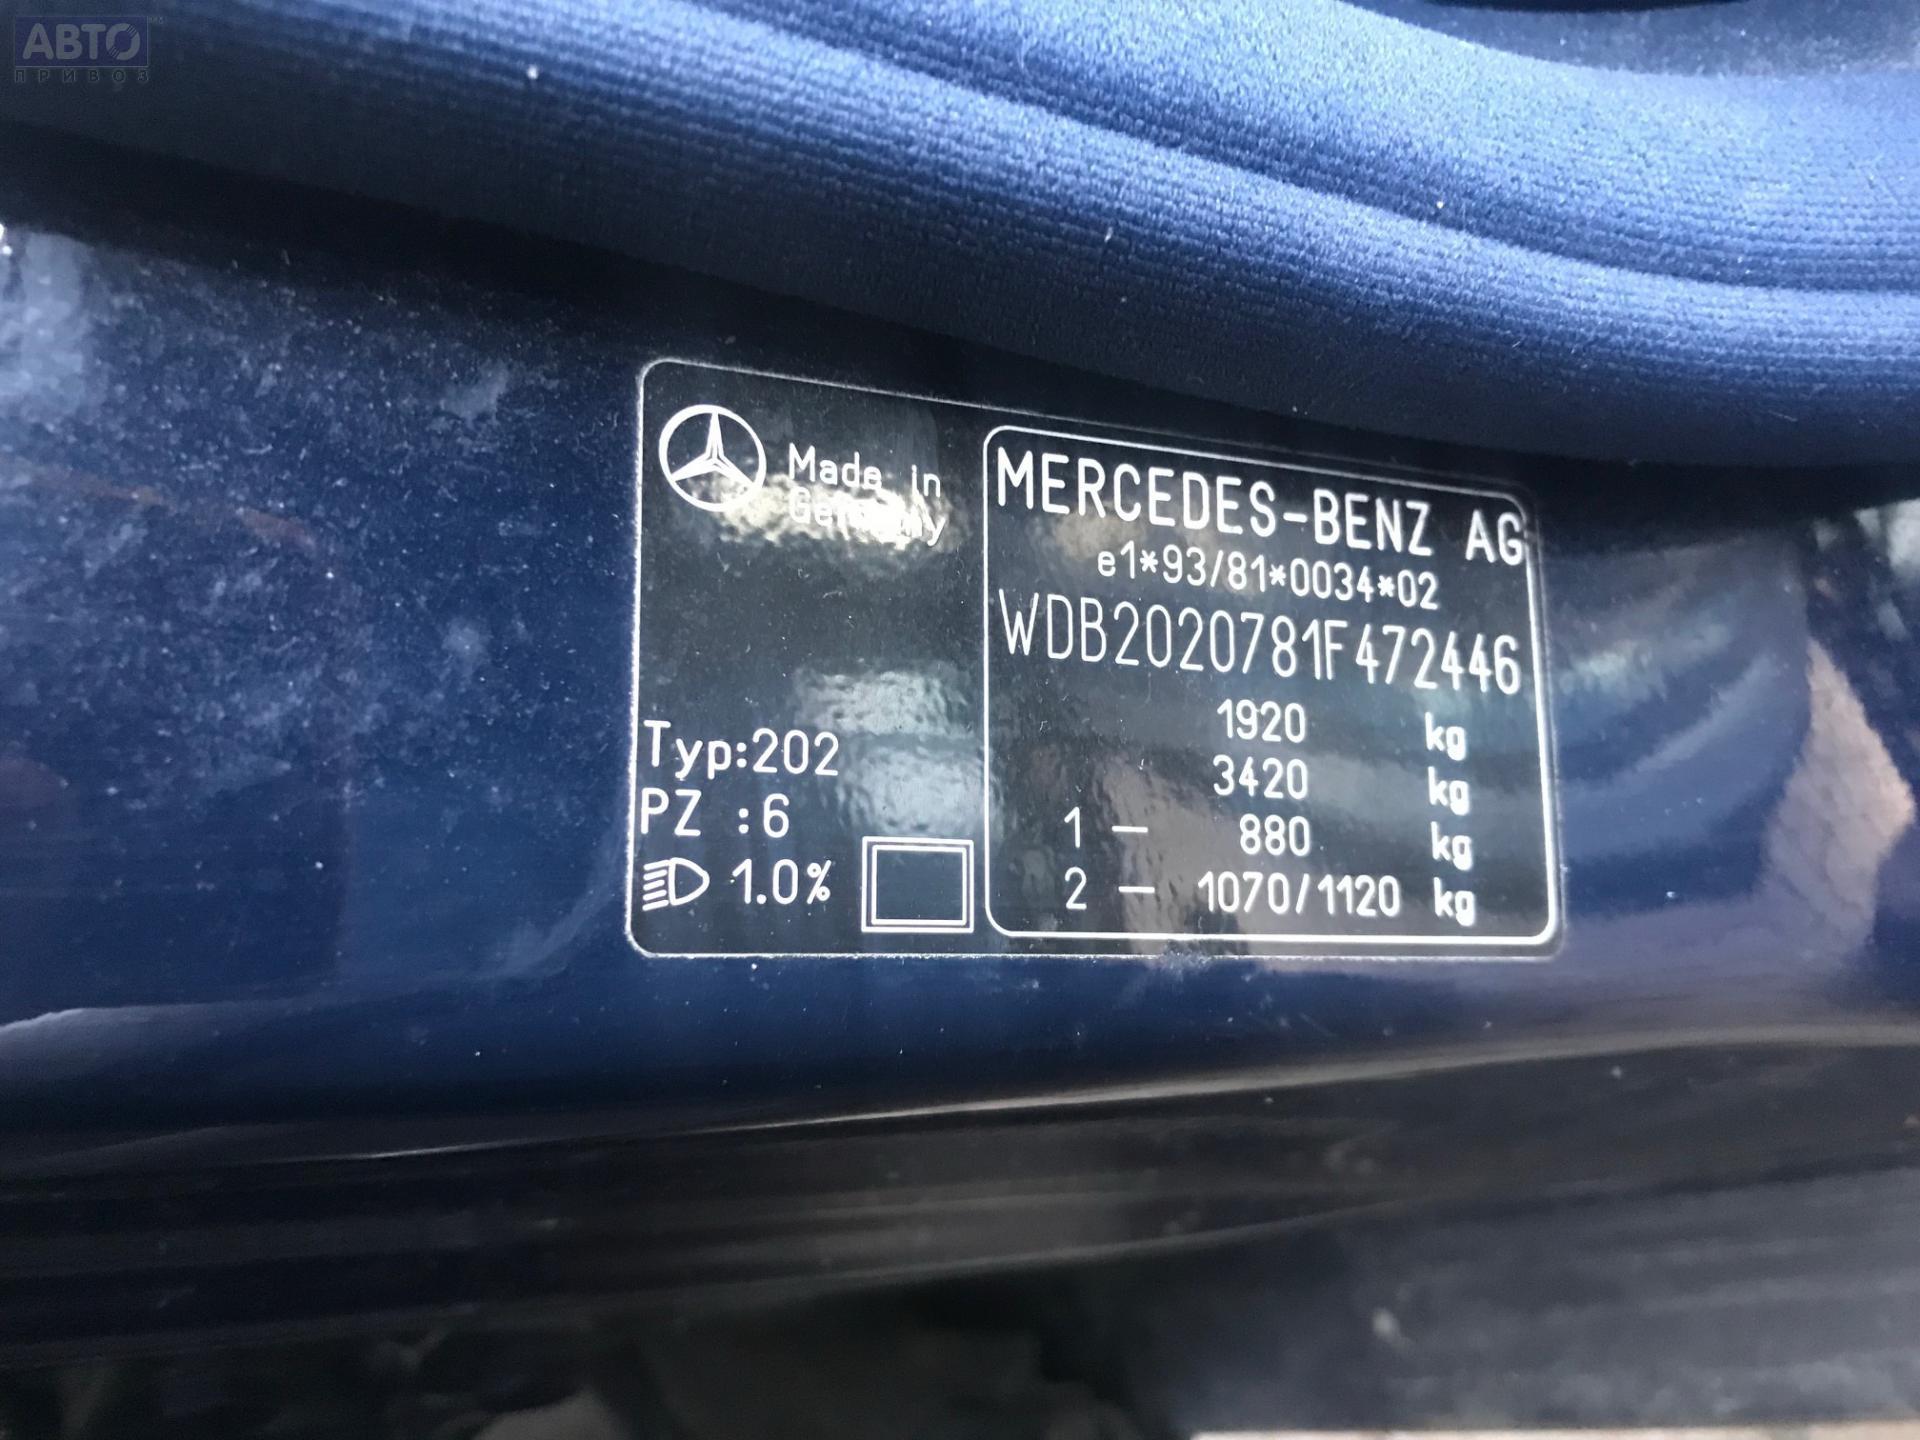 АВТО
ПРИВОЗ
Made in
Germany
MERCEDES-BENZ AG
e1*93/81*0034*02
WDB2020781F472446
1920 kg
3420 kg
1 – 880 kg
2 – 1070/1120 kg
Typ:202
PZ :6
1.0%